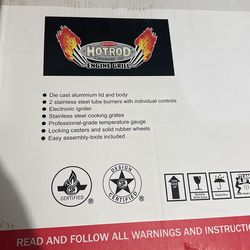 HOTROD
ENGINE GRILL
• Die cast aluminium lid and body
• 2 stainless steel tube burners with individual controls
• Electronic igniter
• Stainless steel cooking grates
• Professional-grade temperature gauge
• Locking casters and solid rubber wheels
• Easy assembly-tools included
DESIGN
CERTIFIED
CERTIFIED
®
®
READ AND FOLLOW ALL WARNINGS AND INSTRUCTI